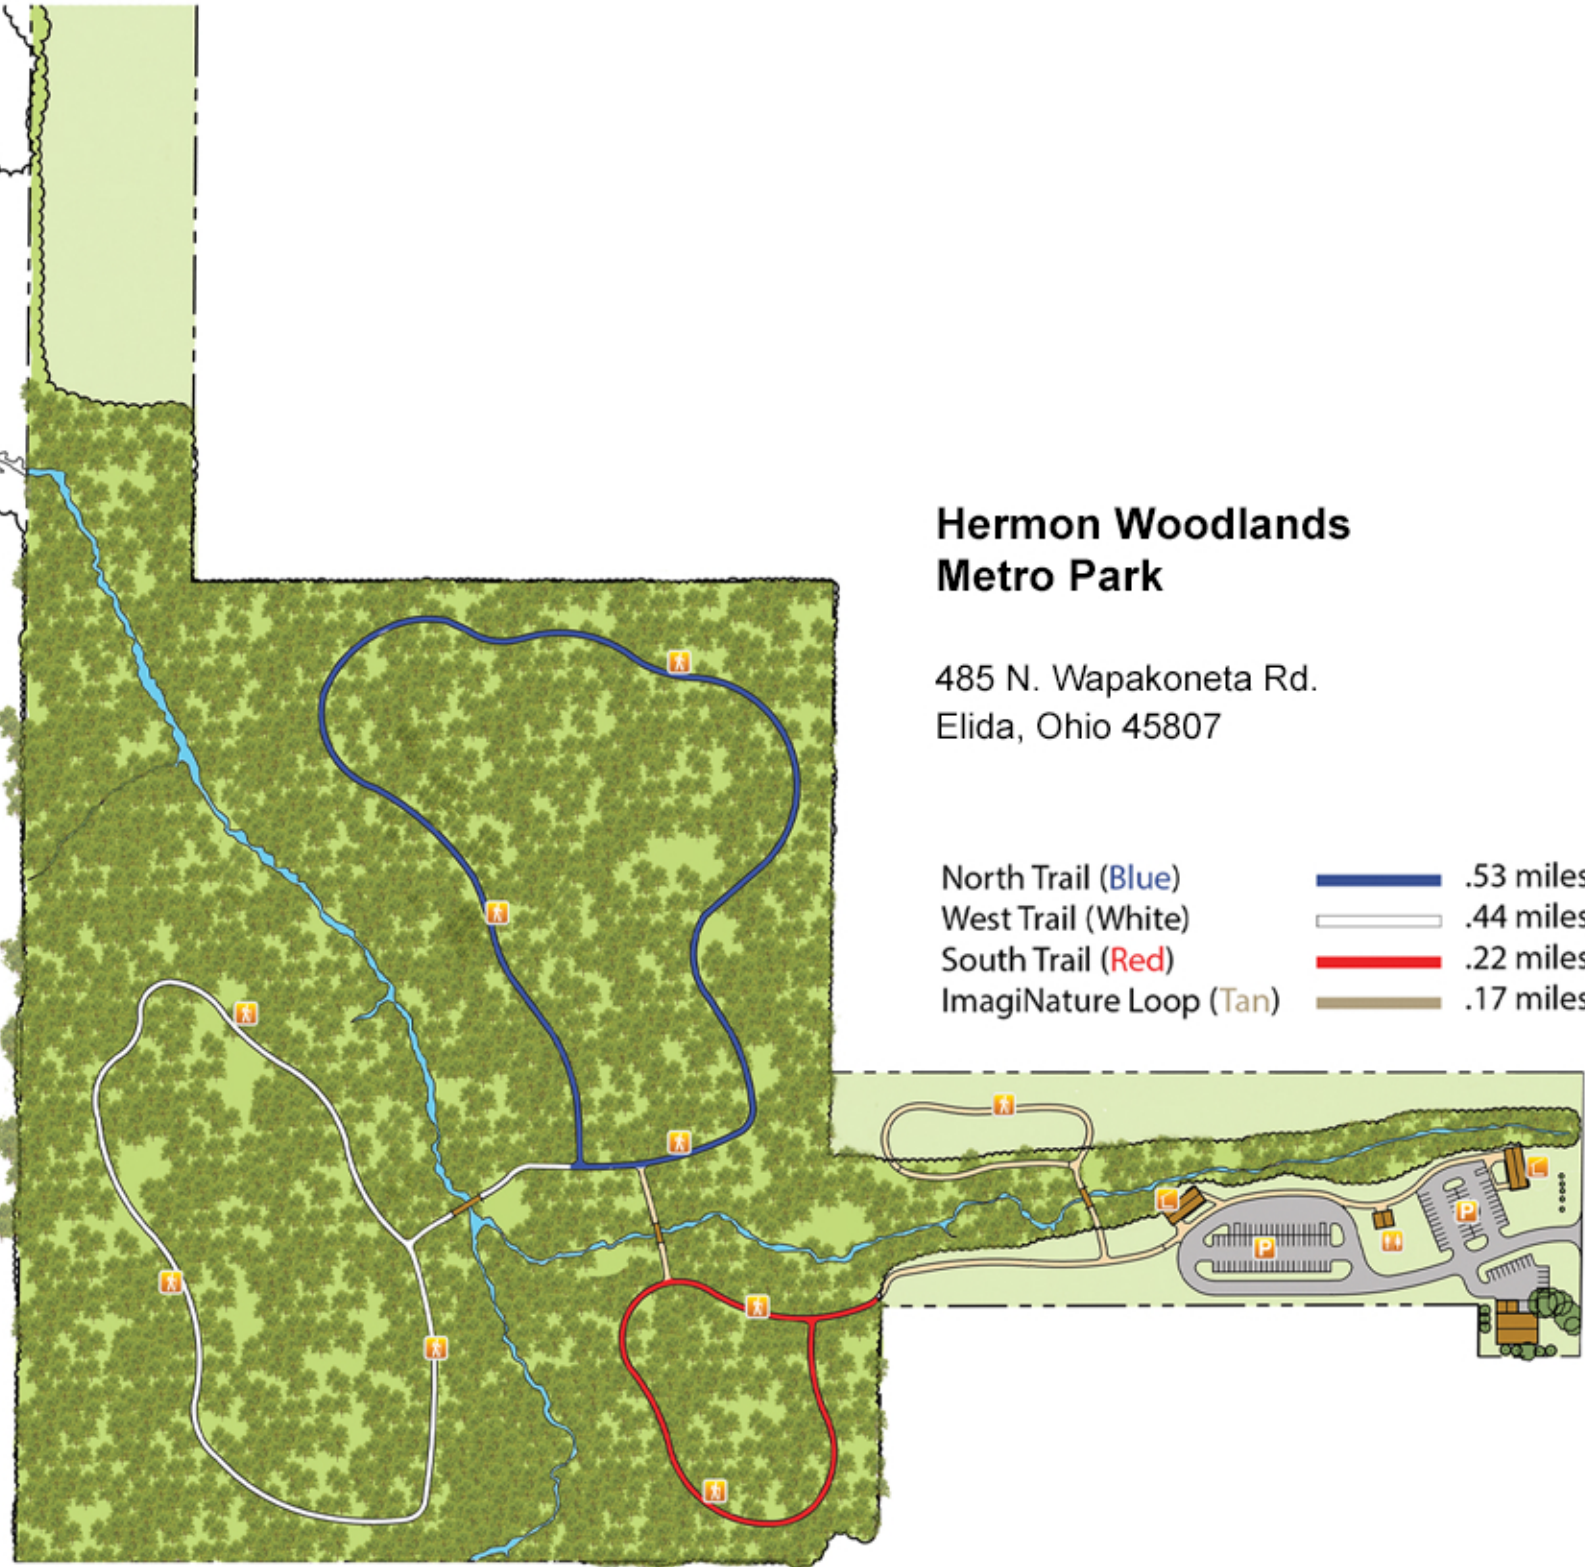 Hermon Woodlands
Metro Park
485 N. Wapakoneta Rd.
Elida, Ohio 45807
North Trail (Blue) .53 miles
West Trail (White) .44 miles
South Trail (Red) .22 miles
ImagiNature Loop (Tan) .17 miles
P
P